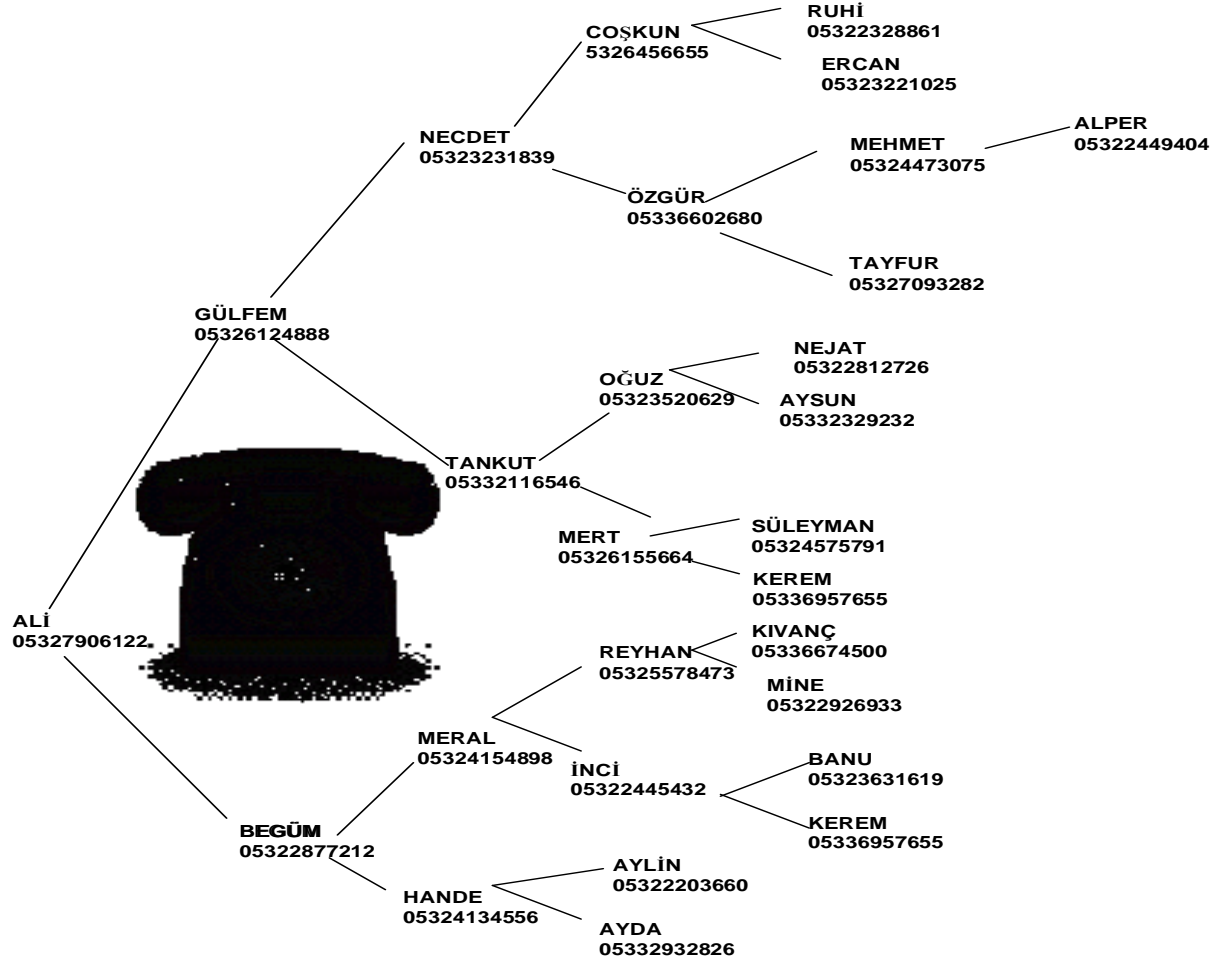 RUHİ
05322328861
COŞKUN
5326456655
ERCAN
05323221025
ALPER
05322449404
NECDET
05323231839
MEHMET
05324473075
ÖZGÜR
05336602680
TAYFUR
05327093282
GÜLFEM
05326124888
NEJAT
05322812726
OĞUZ
05323520629
AYSUN
05332329232
TANKUT
05332116546
SÜLEYMAN
05324575791
MERT
05326155664
KEREM
05336957655
ALİ
05327906122
KIVANÇ
05336674500
REYHAN
05325578473
MİNE
05322926933
MERAL
05324154898
BANU
05323631619
İNCİ
05322445432
KEREM
05336957655
BEGÜM
05322877212
AYLİN
05322203660
HANDE
05324134556
AYDA
05332932826